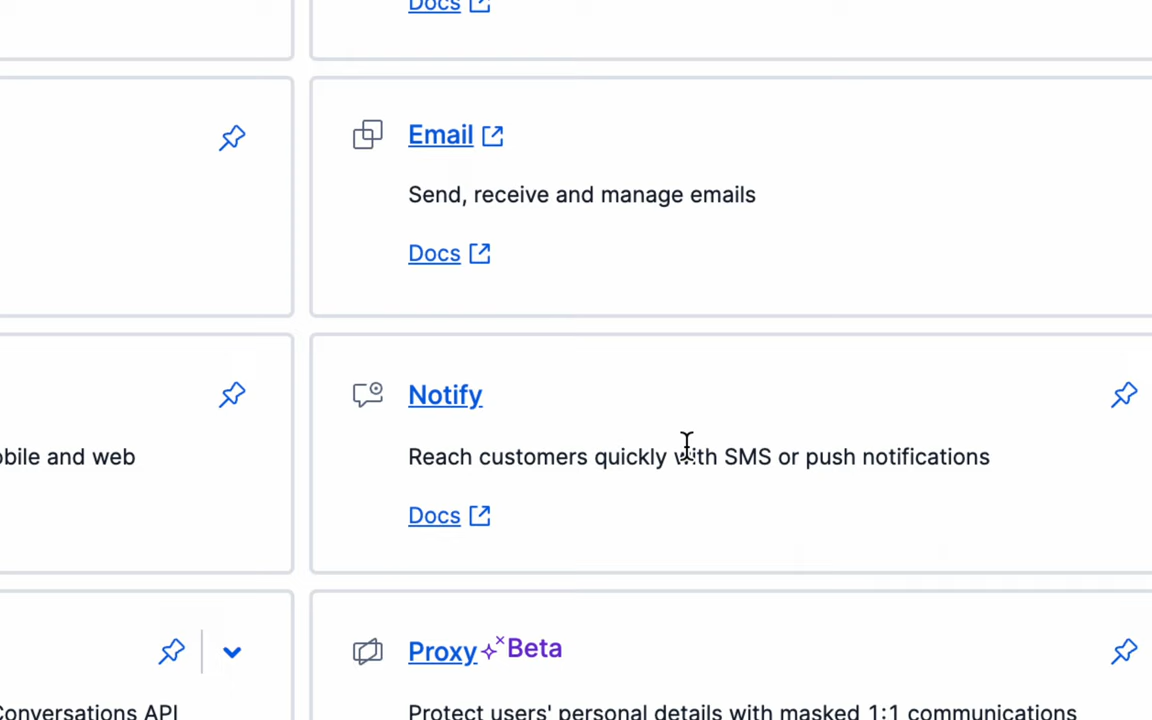 Docs
Email
Send, receive and manage emails
Docs
Notify
obile and web
Reach customers quickly with SMS or push notifications
Docs
Proxy Beta
Conversations API
Protect users' personal details with masked 1:1 communications